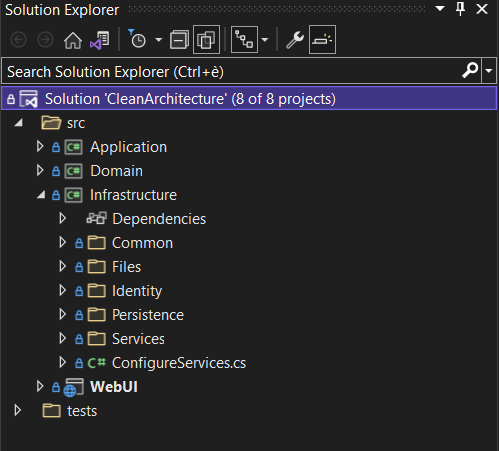 Solution Explorer
Search Solution Explorer (Ctrl+è)
Solution 'CleanArchitecture' (8 of 8 projects)
src
C# Application
C# Domain
C# Infrastructure
Dependencies
Common
Files
Identity
Persistence
Services
C# ConfigureServices.cs
WebUI
tests